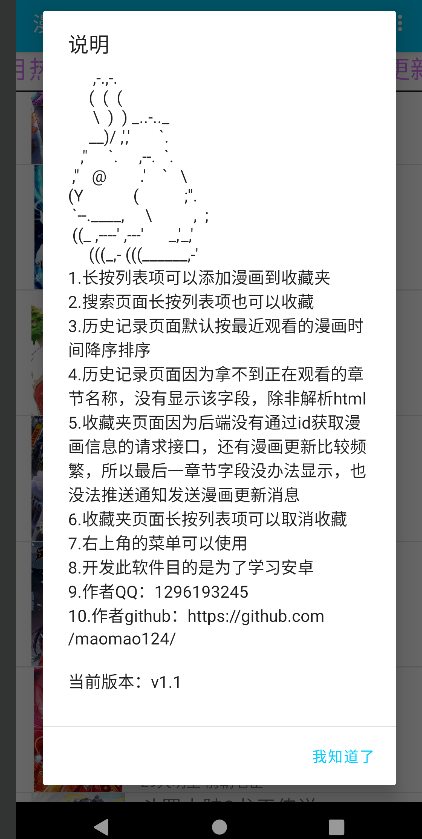 说明
      ,-.,-.
     (  (  (
      \  )  ) _..-.._
     __)/ ,','       `.
   ,"     `.     ,--.  `.
 ,"   @        .'    `   \
(Y            (           ;''.
 `--.____,     \          ,  ;
 ((_ ,----' ,---'      _,'_,'
     (((_,- (((______,-'
1.长按列表项可以添加漫画到收藏夹
2.搜索页面长按列表项也可以收藏
3.历史记录页面默认按最近观看的漫画时
间降序排序
4.历史记录页面因为拿不到正在观看的章
节名称，没有显示该字段，除非解析html
5.收藏夹页面因为后端没有通过id获取漫
画信息的请求接口，还有漫画更新比较频
繁，所以最后一章节字段没办法显示，也
没法推送通知发送漫画更新消息
6.收藏夹页面长按列表项可以取消收藏
7.右上角的菜单可以使用
8.开发此软件目的是为了学习安卓
9.作者QQ：1296193245
10.作者github：https://github.com
/maomao124/
当前版本：v1.1
我知道了
更新